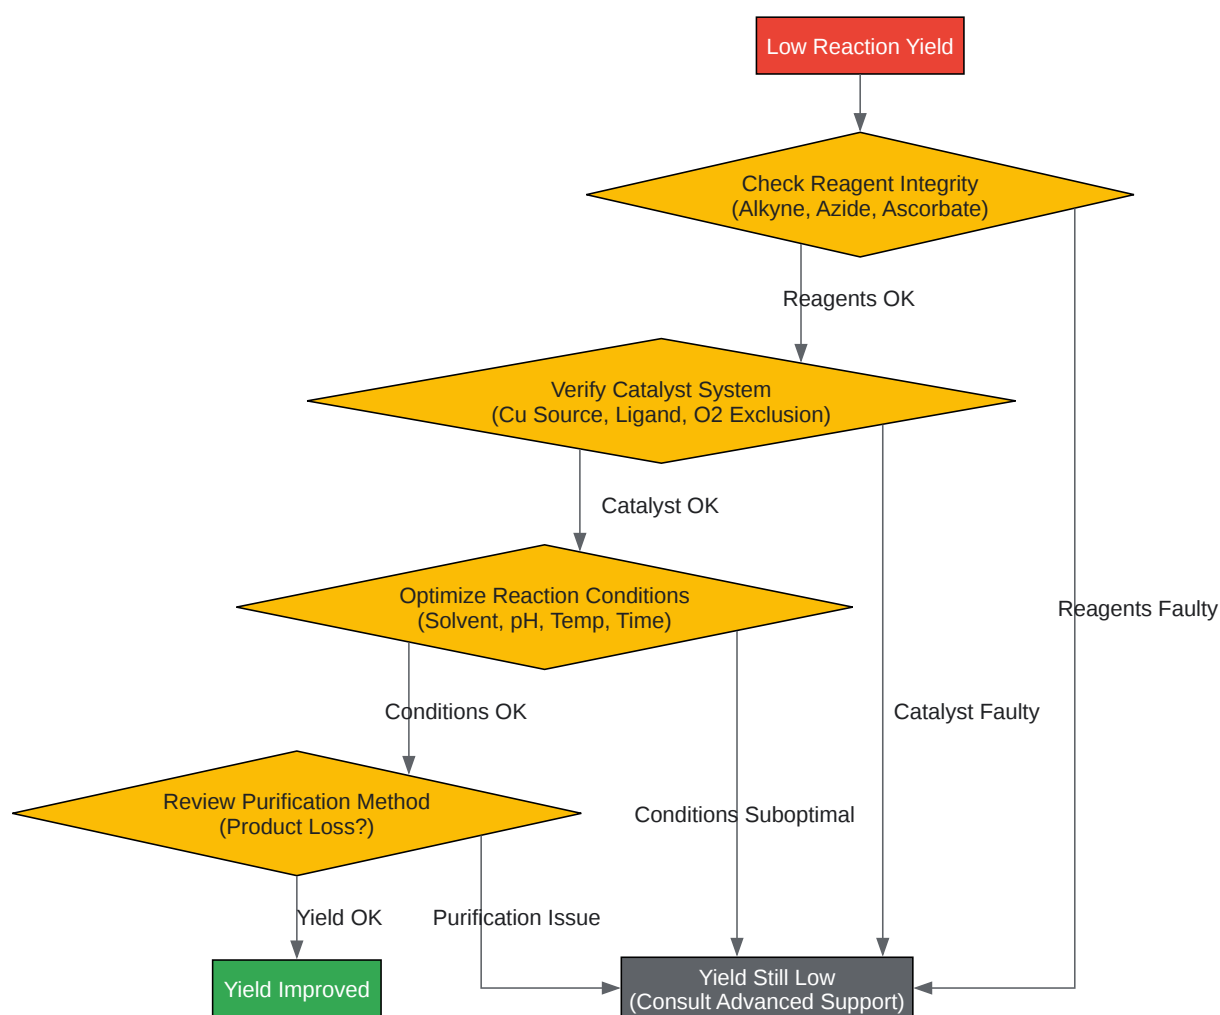 Low Reaction Yield
Check Reagent Integrity
(Alkyne, Azide, Ascorbate)
Reagents OK
Verify Catalyst System
(Cu Source, Ligand, O2 Exclusion)
Catalyst OK
Optimize Reaction Conditions
(Solvent, pH, Temp, Time)
Reagents Faulty
Conditions OK
Catalyst Faulty
Review Purification Method
(Product Loss?)
Conditions Suboptimal
Yield OK
Purification Issue
Yield Improved
Yield Still Low
(Consult Advanced Support)